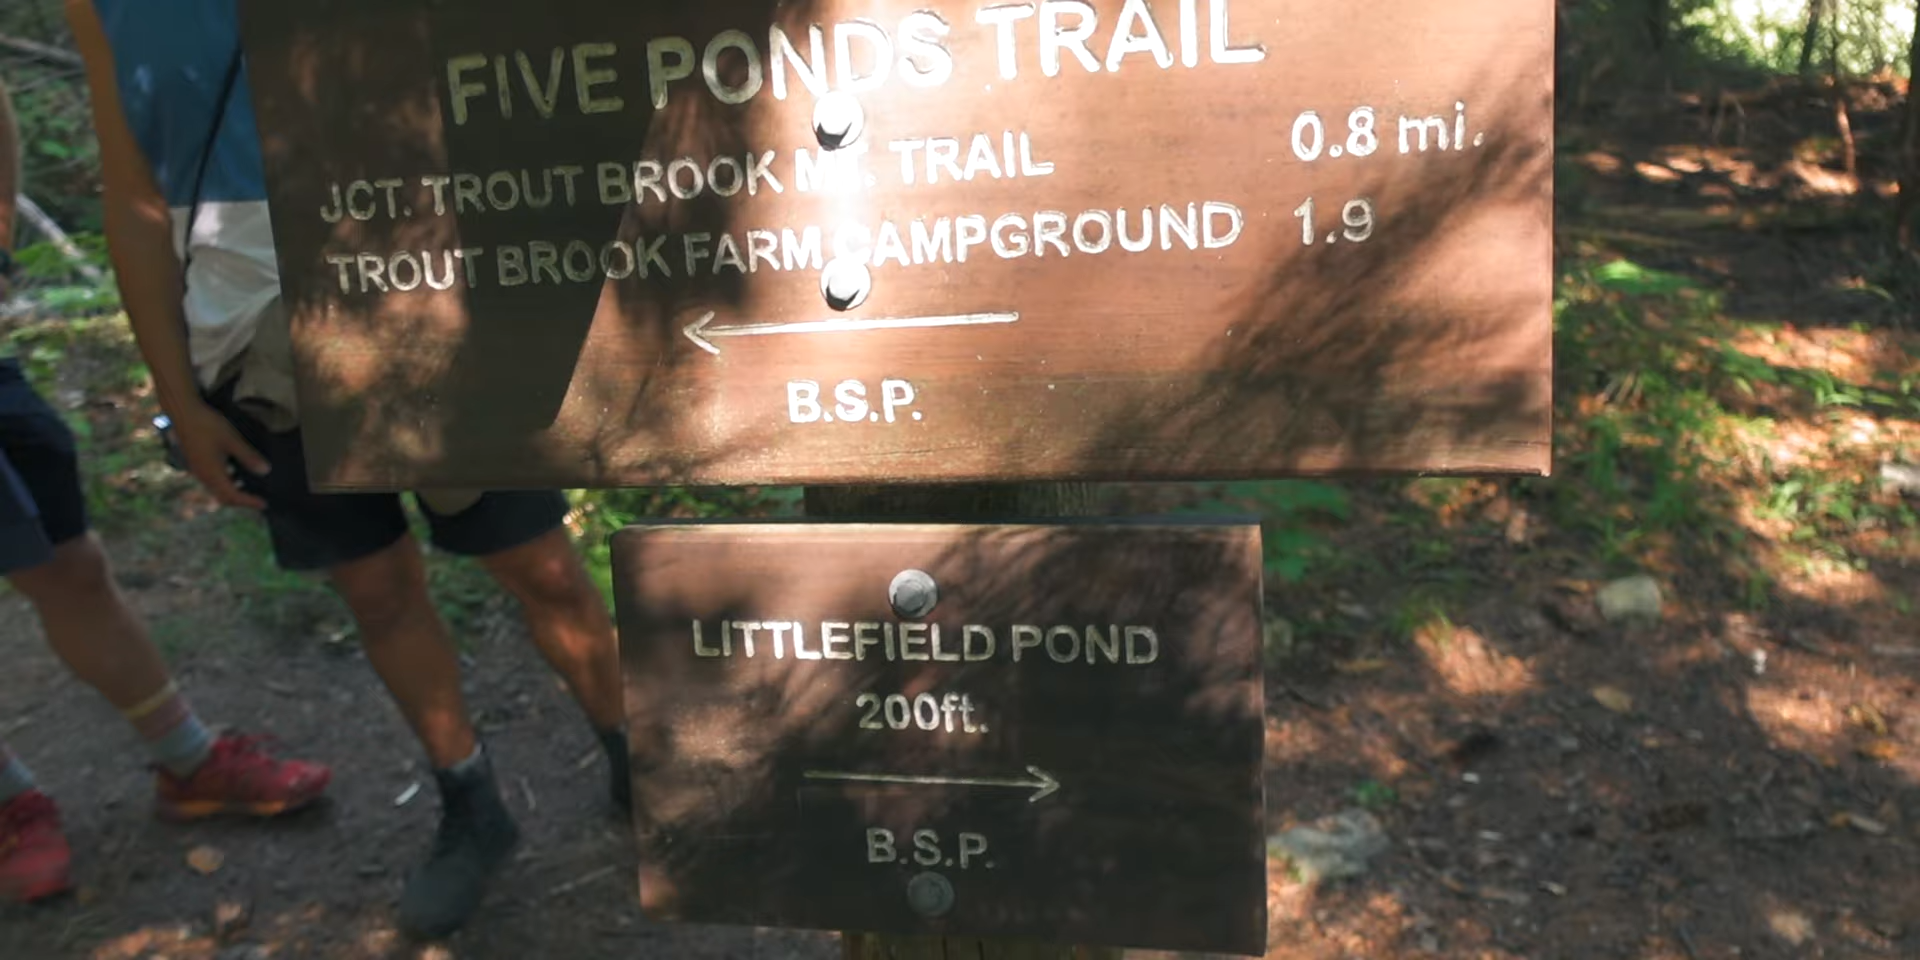 FIVE PONDS TRAIL
JCT. TROUT BROOK MT. TRAIL 0.8 mi.
TROUT BROOK FARM CAMPGROUND 1.9
B.S.P.
LITTLEFIELD POND
200ft.
B.S.P.